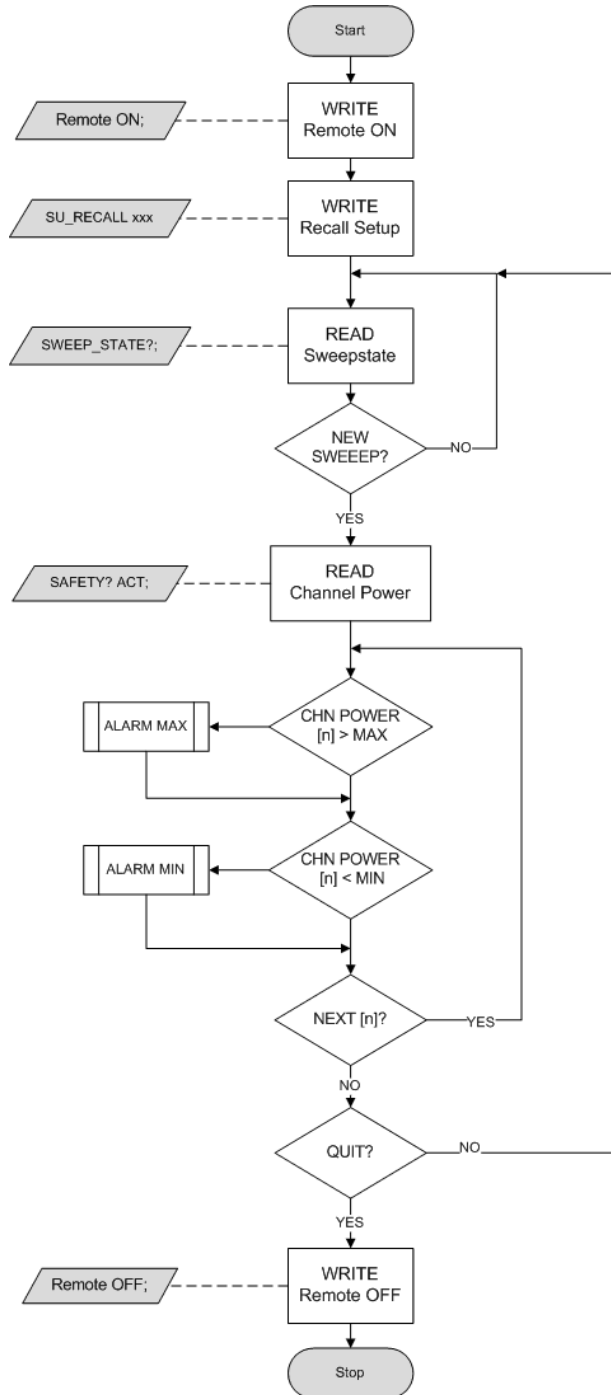 Start
Remote ON;
WRITE
Remote ON
SU_RECALL xxx
WRITE
Recall Setup
SWEEP_STATE?;
READ
Sweepstate
NEW
SWEEEP?
NO
YES
SAFETY? ACT;
READ
Channel Power
ALARM MAX
CHN POWER
[n] > MAX
ALARM MIN
CHN POWER
[n] < MIN
NEXT [n]?
YES
NO
QUIT?
NO
YES
Remote OFF;
WRITE
Remote OFF
Stop